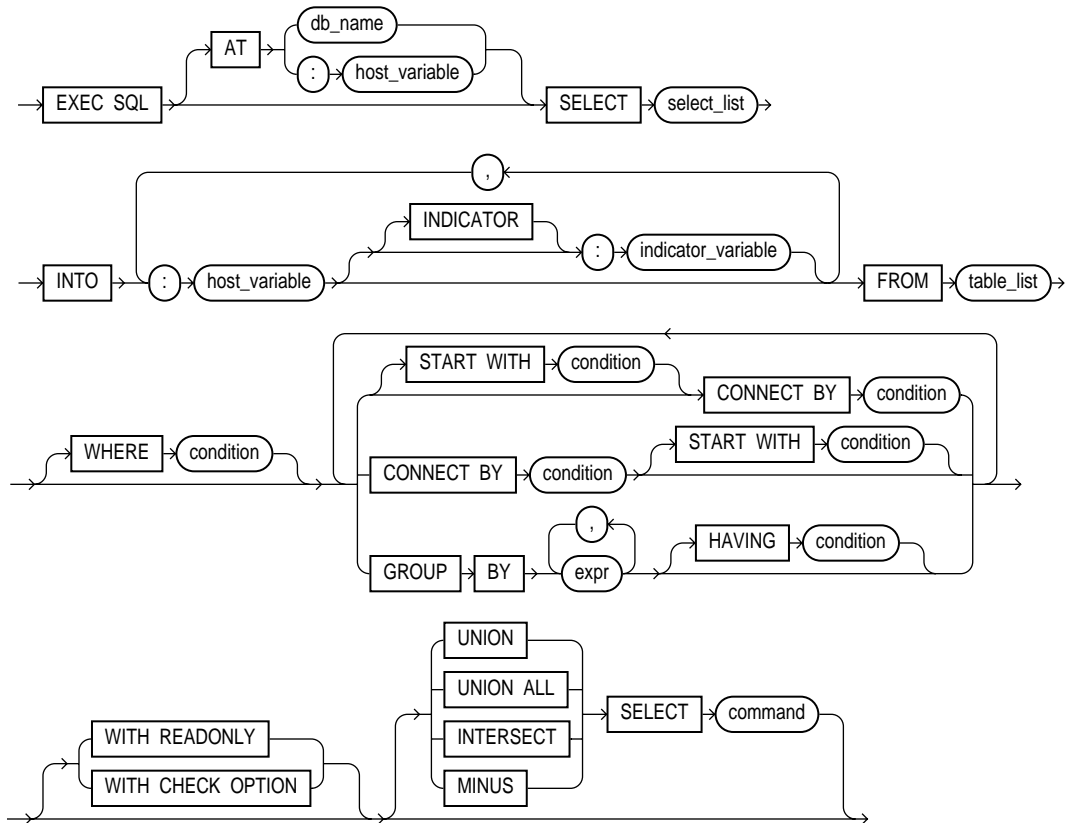 db_name
AT
: host_variable
EXEC SQL SELECT select_list
,
INDICATOR
INTO : host_variable : indicator_variable FROM table_list
START WITH condition
CONNECT BY condition
WHERE condition
START WITH condition
CONNECT BY condition
,
HAVING condition
GROUP BY expr
UNION
UNION ALL
SELECT command
WITH READONLY
INTERSECT
WITH CHECK OPTION
MINUS